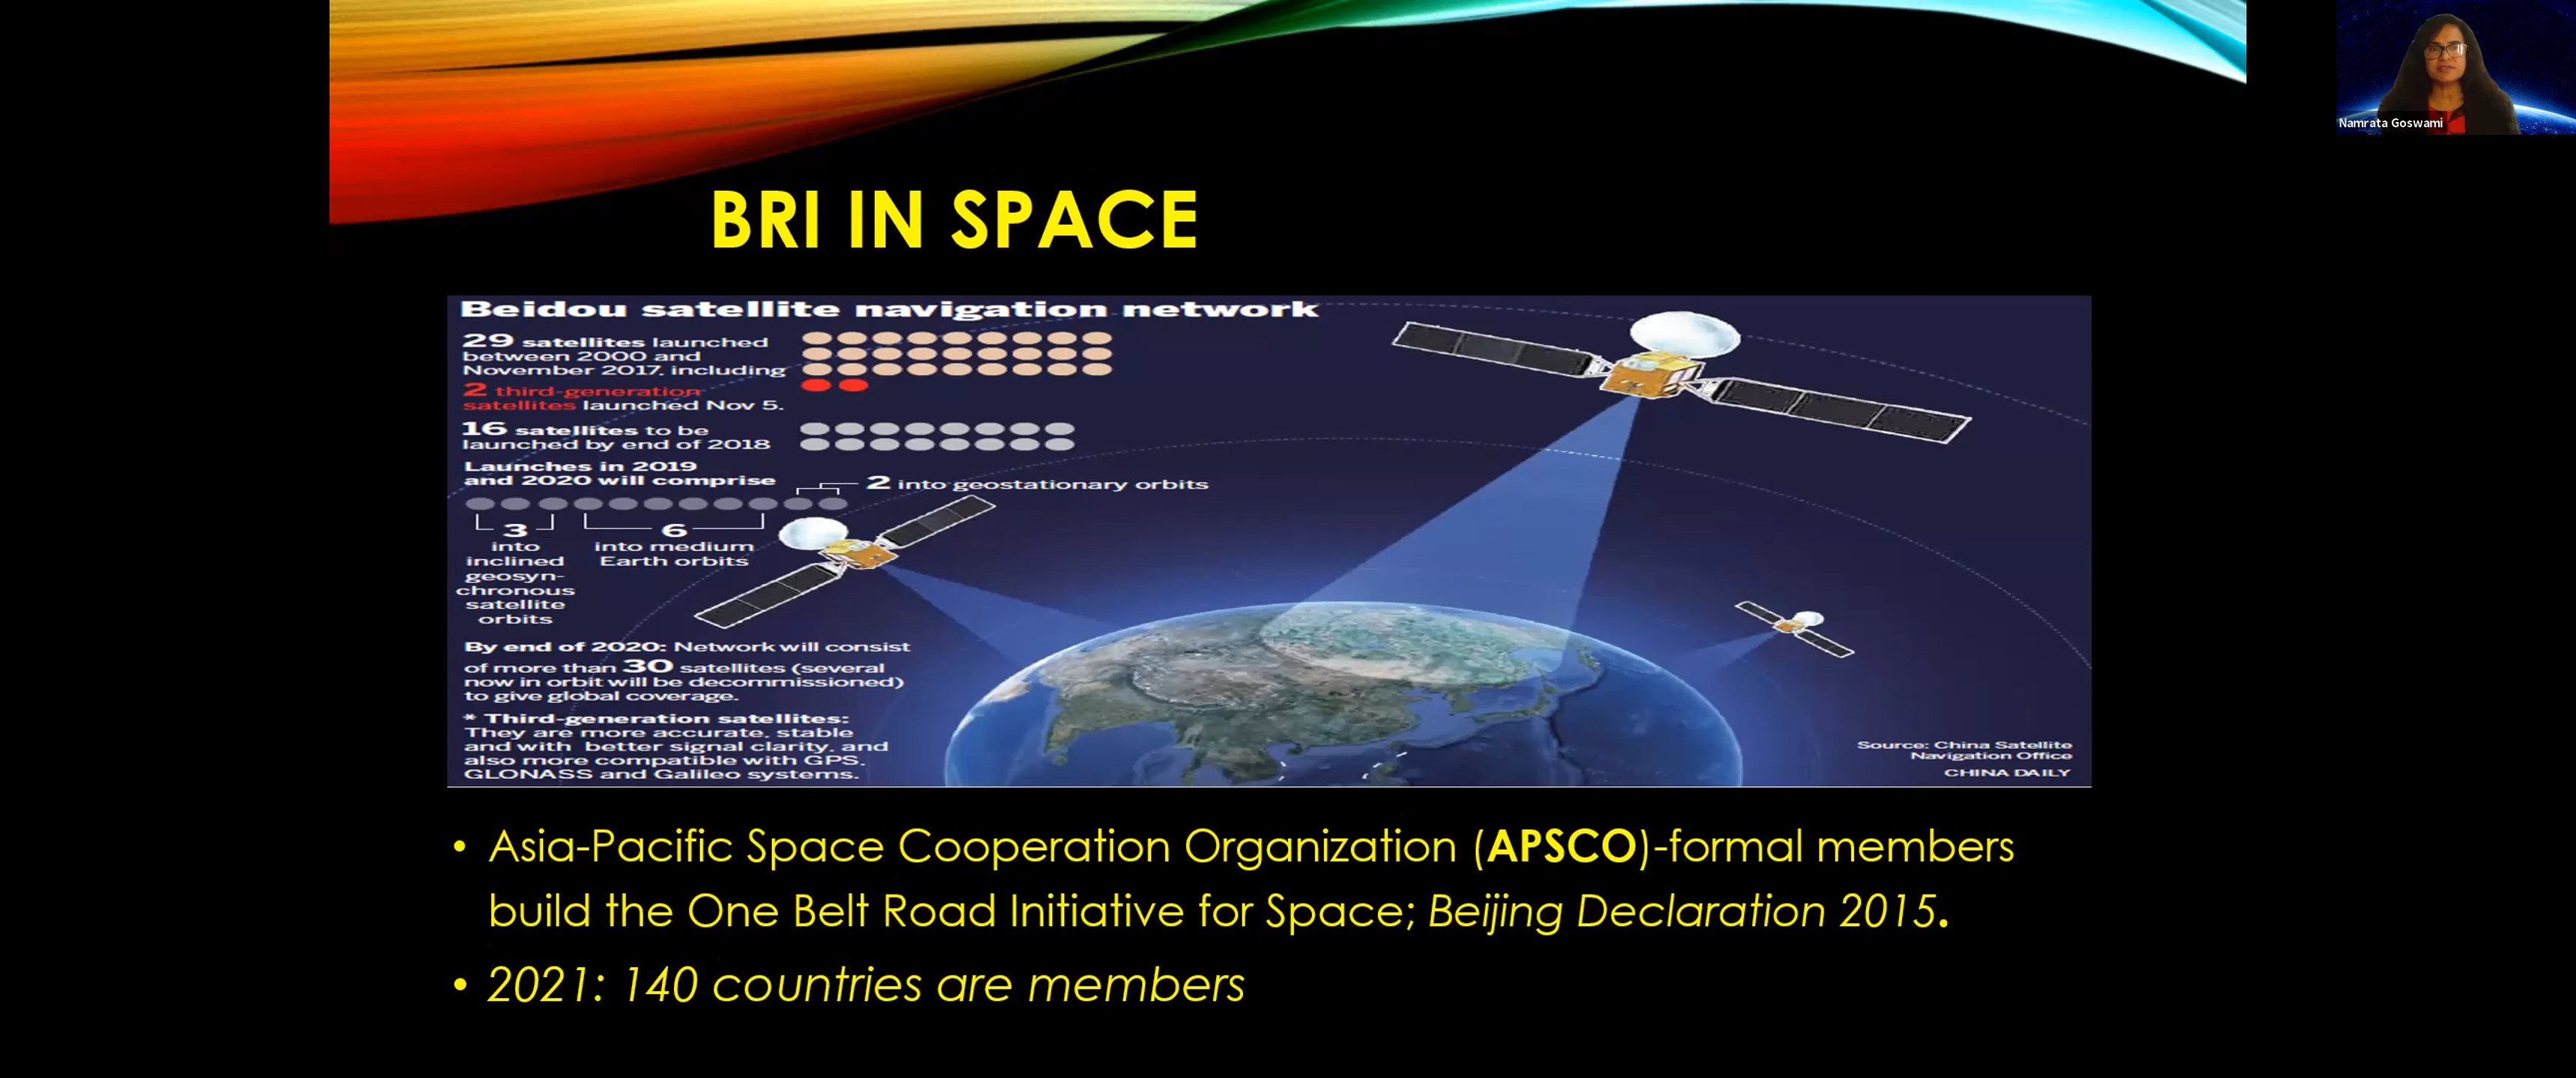 Namrata Goswami
BRI IN SPACE
Beidou satellite navigation network
29 satellites launched
between 2000 and
November 2017, including
2 third-generation
satellites launched Nov 5.
16 satellites to be
launched by end of 2018
Launches in 2019
and 2020 will comprise
2 into geostationary orbits
3
into
inclined
geosyn-
chronous
satellite
orbits
6
into medium
Earth orbits
By end of 2020: Network will consist
of more than 30 satellites (several
now in orbit will be decommissioned)
to give global coverage.
* Third-generation satellites:
They are more accurate, stable
and with better signal clarity, and
also more compatible with GPS,
GLONASS and Galileo systems.
Source: China Satellite
Navigation Office
CHINA DAILY
• Asia-Pacific Space Cooperation Organization (APSCO)-formal members
build the One Belt Road Initiative for Space; Beijing Declaration 2015.
• 2021: 140 countries are members